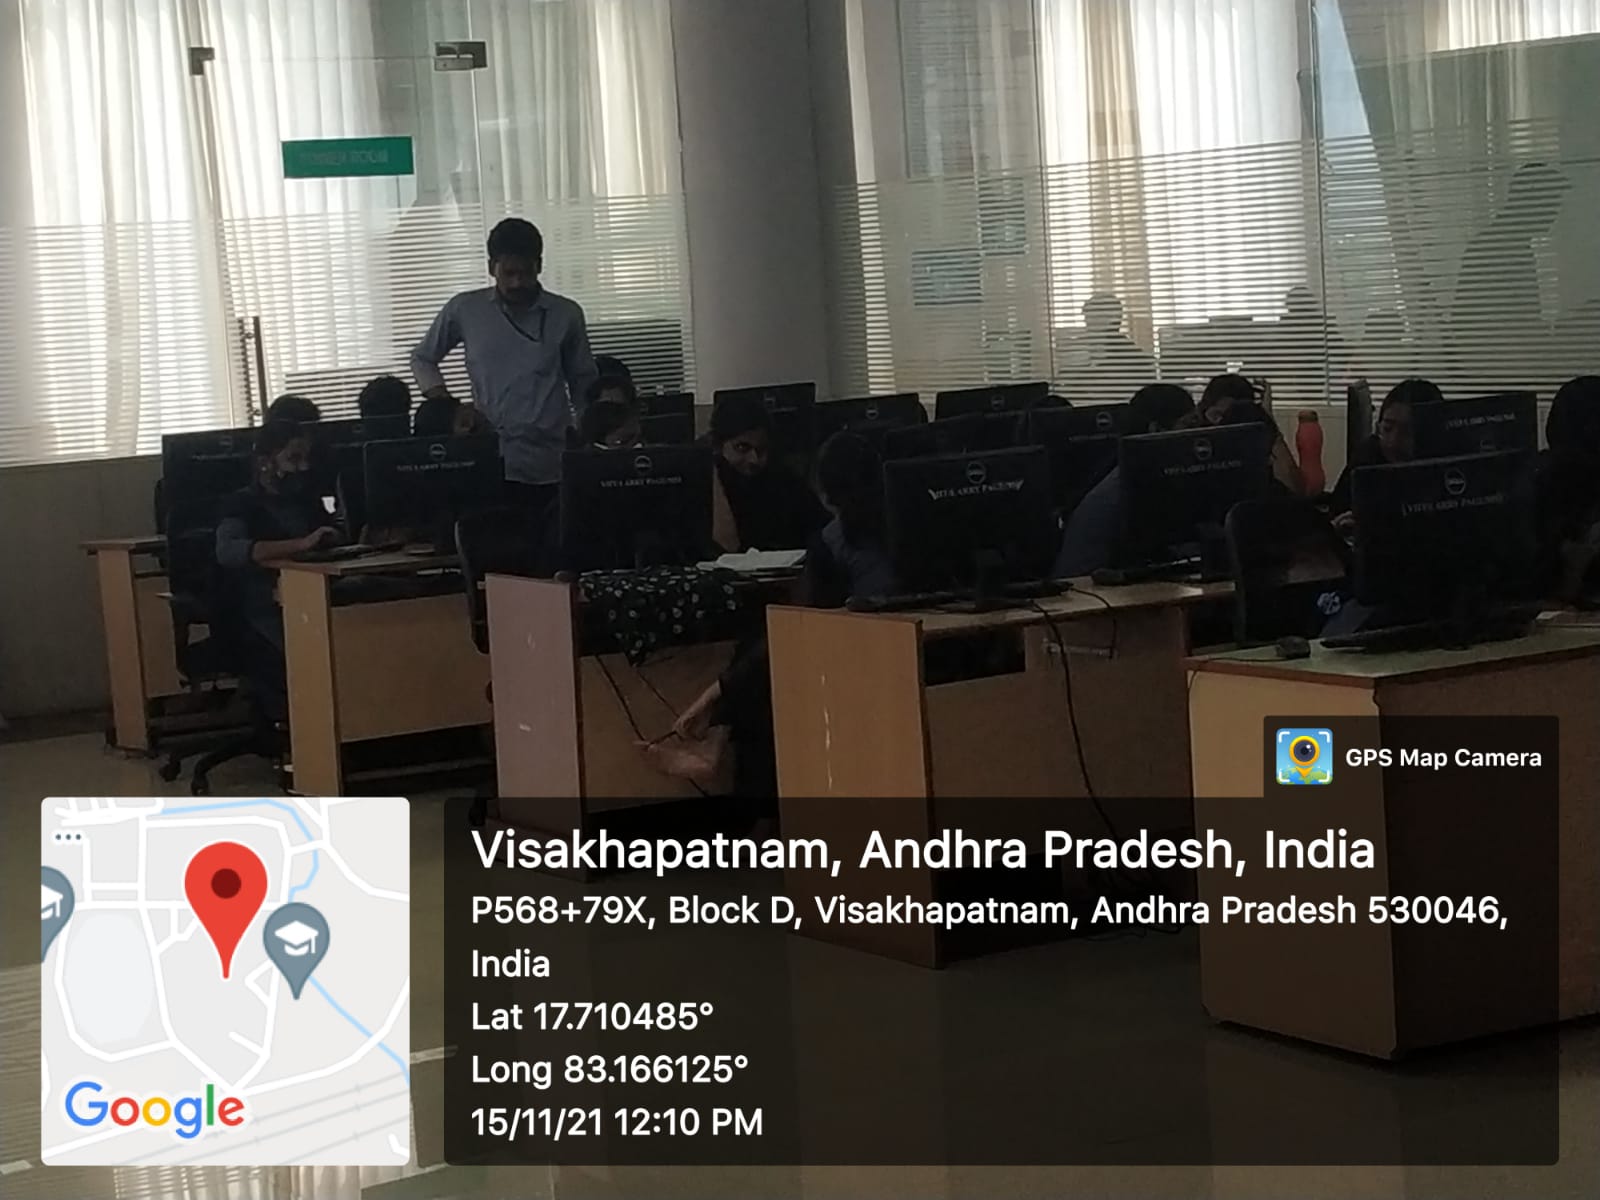 GPS Map Camera
Visakhapatnam, Andhra Pradesh, India
P568+79X, Block D, Visakhapatnam, Andhra Pradesh 530046,
India
Lat 17.710485°
Long 83.166125°
15/11/21 12:10 PM
Google